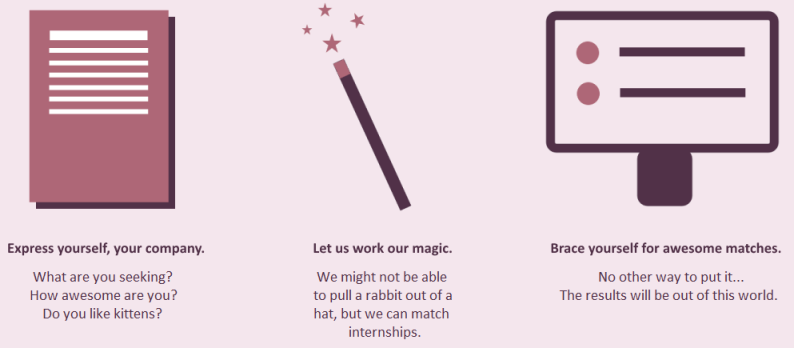 Express yourself, your company.
What are you seeking?
How awesome are you?
Do you like kittens?
Let us work our magic.
We might not be able
to pull a rabbit out of a
hat, but we can match
internships.
Brace yourself for awesome matches.
No other way to put it...
The results will be out of this world.